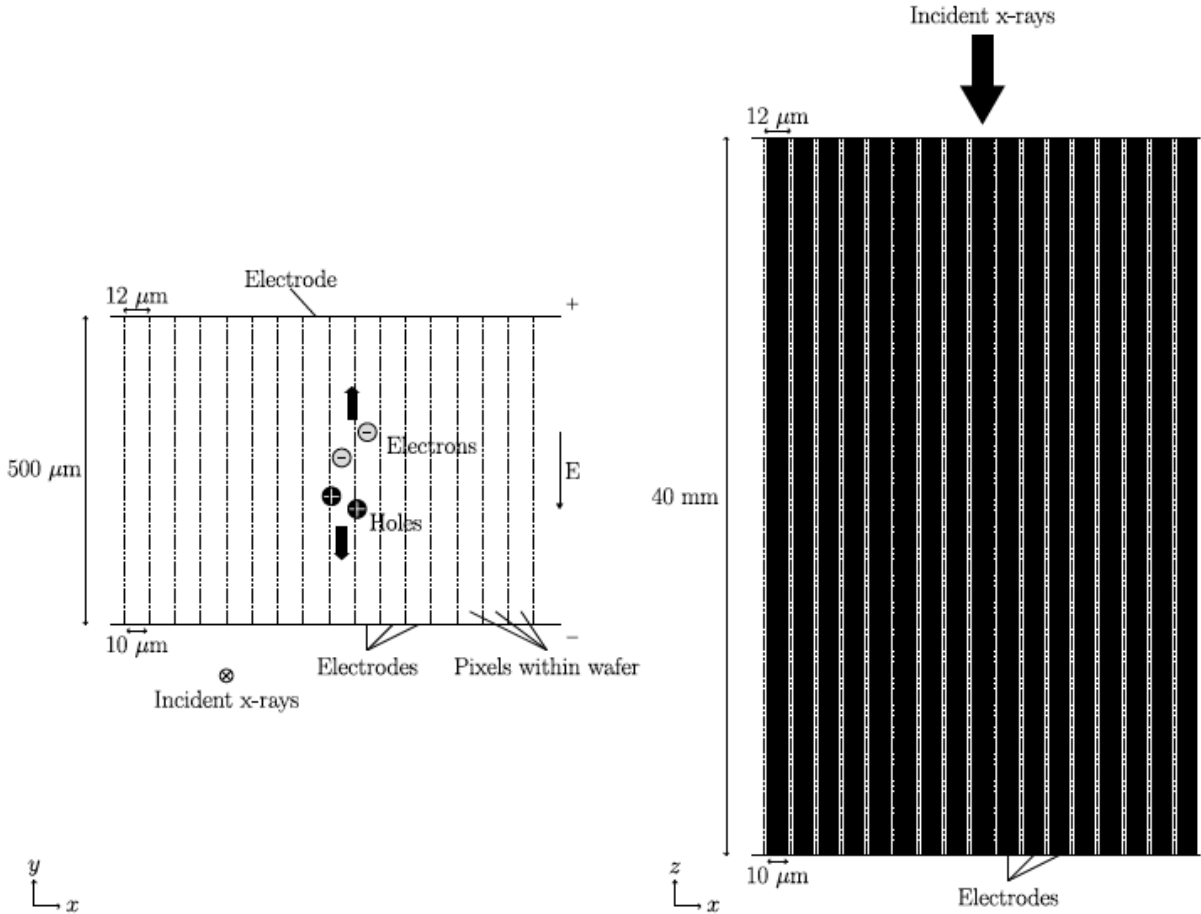 Incident x-rays
12 μm
Electrode
12 μm
+
−
Electrons
−
500 μm
E
40 mm
+
+
Holes
10 μm
−
Electrodes
Pixels within wafer
Incident x-rays
10 μm
Electrodes
y
x
z
x